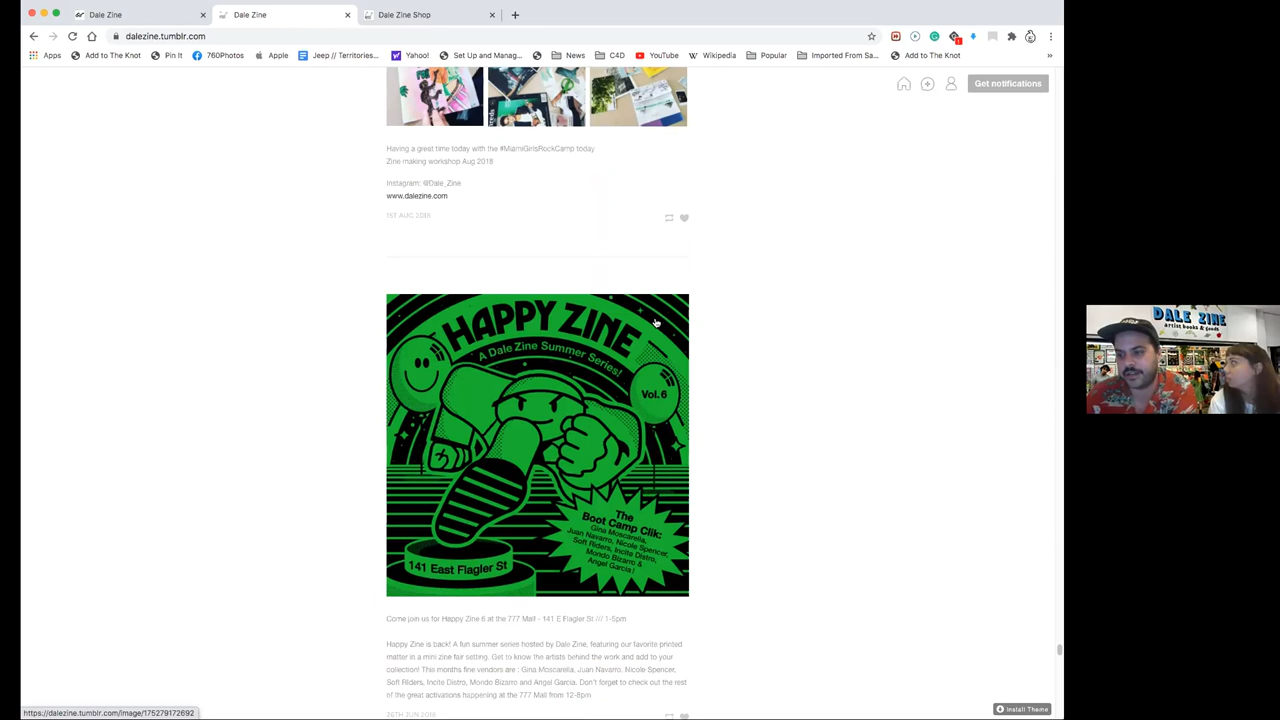 Dale Zine
Dale Zine
Dale Zine Shop
dalezine.tumblr.com
Apps
Add to The Knot
Pin It
760Photos
Apple
Jeep // Territories...
Yahoo!
Set Up and Manag...
News
C4D
YouTube
Wikipedia
Popular
Imported From Sa...
Add to The Knot
Get notifications
Having a great time today with the #MiamiGirlsRockCamp today
Zine making workshop Aug 2018
Instagram: @Dale_Zine
www.dalezine.com
1ST AUG 2018
HAPPY ZINE
A Dale Zine Summer Series!
Vol. 6
The
Boot Camp Clik:
Gina Moscarella,
Juan Navarro, Nicole Spencer,
Soft Riders, Incite Distro,
Mondo Bizarro &
Angel Garcia!
141 East Flagler St
DALE ZINE
artist books & goods
Come join us for Happy Zine 6 at the 777 Mall - 141 E Flagler St /// 1-5pm
Happy Zine is back! A fun summer series hosted by Dale Zine, featuring our favorite printed
matter in a mini zine fair setting. Get to know the artists behind the work and add to your
collection! This months fine vendors are : Gina Moscarella, Juan Navarro, Nicole Spencer,
Soft Riders, Incite Distro, Mondo Bizarro and Angel Garcia. Don't forget to check out the rest
of the great activations happening at the 777 Mall from 12-8pm
26TH JUN 2018
https://dalezine.tumblr.com/image/175279172692
Install Theme